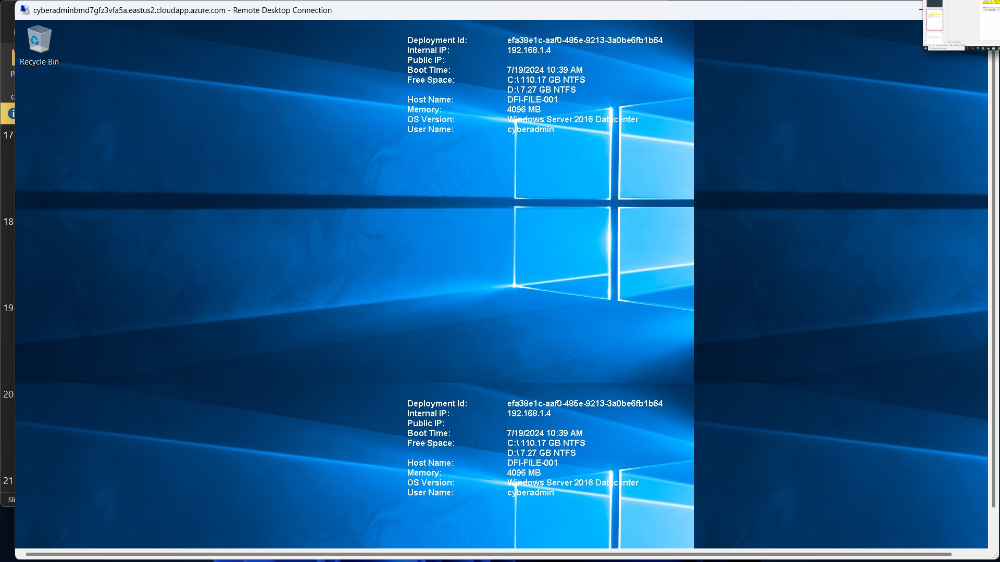 cyberadminbmd7gfz3vfa5a.eastus2.cloudapp.azure.com - Remote Desktop Connection
Recycle Bin
Deployment Id: efa38e1c-aaf0-485e-9213-3a0be6fb1b64
Internal IP: 192.168.1.4
Public IP:
Boot Time: 7/19/2024 10:39 AM
Free Space: C:\ 110.17 GB NTFS
D:\ 7.27 GB NTFS
Host Name: DFI-FILE-001
Memory: 4096 MB
OS Version: Windows Server 2016 Datacenter
User Name: cyberadmin
17
18
19
20
21
Sli
Deployment Id: efa38e1c-aaf0-485e-9213-3a0be6fb1b64
Internal IP: 192.168.1.4
Public IP:
Boot Time: 7/19/2024 10:39 AM
Free Space: C:\ 110.17 GB NTFS
D:\ 7.27 GB NTFS
Host Name: DFI-FILE-001
Memory: 4096 MB
OS Version: Windows Server 2016 Datacenter
User Name: cyberadmin